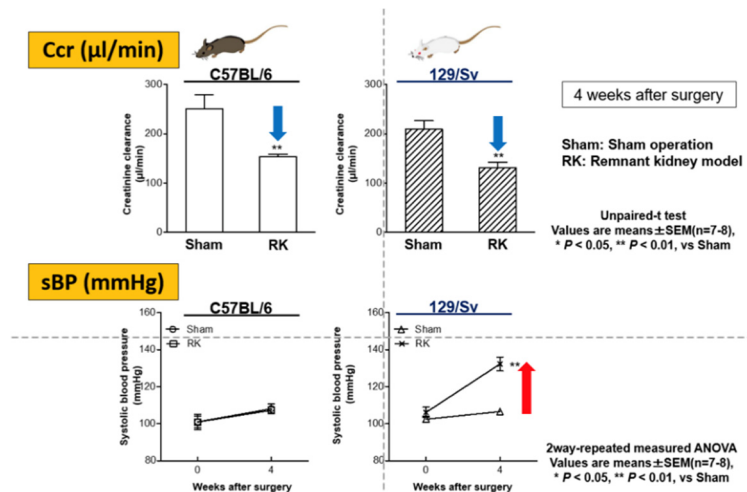 Ccr (μl/min)
C57BL/6
129/Sv
4 weeks after surgery
Sham: Sham operation
RK: Remnant kidney model
Creatinine clearance
(μl/min)
300
200
100
0
**
Sham
RK
Creatinine clearance
(μl/min)
300
200
100
0
**
Sham
RK
Unpaired-t test
Values are means±SEM(n=7-8),
* P < 0.05, ** P < 0.01, vs Sham
sBP (mmHg)
C57BL/6
129/Sv
Systolic blood pressure
(mmHg)
160
140
120
100
80
Sham
RK
0
4
Weeks after surgery
Systolic blood pressure
(mmHg)
160
140
120
100
80
Sham
RK
**
0
4
Weeks after surgery
2way-repeated measured ANOVA
Values are means±SEM(n=7-8),
* P < 0.05, ** P < 0.01, vs Sham